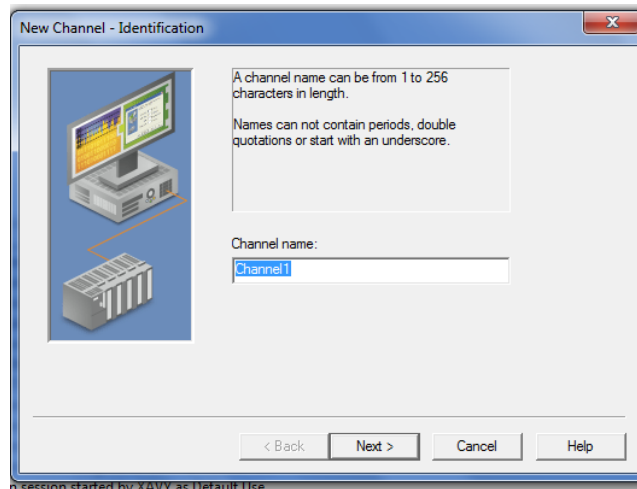 New Channel - Identification
A channel name can be from 1 to 256
characters in length.
Names can not contain periods, double
quotations or start with an underscore.
Channel name:
Channel1
< Back
Next >
Cancel
Help
n session started by XAVY as Default Use